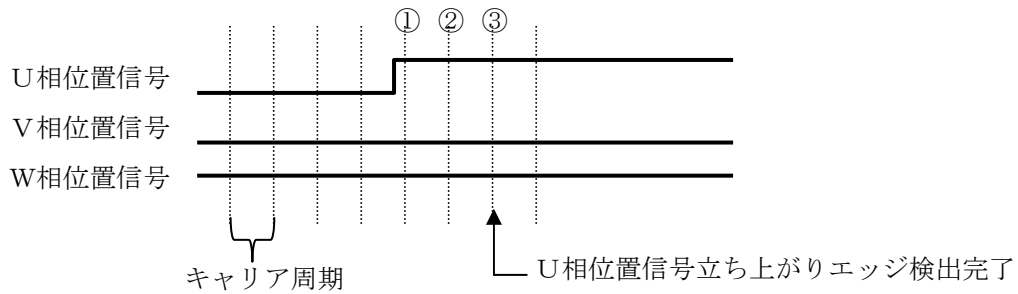 ① ② ③
U相位置信号
V相位置信号
W相位置信号
キャリア周期
U相位置信号立ち上がりエッジ検出完了